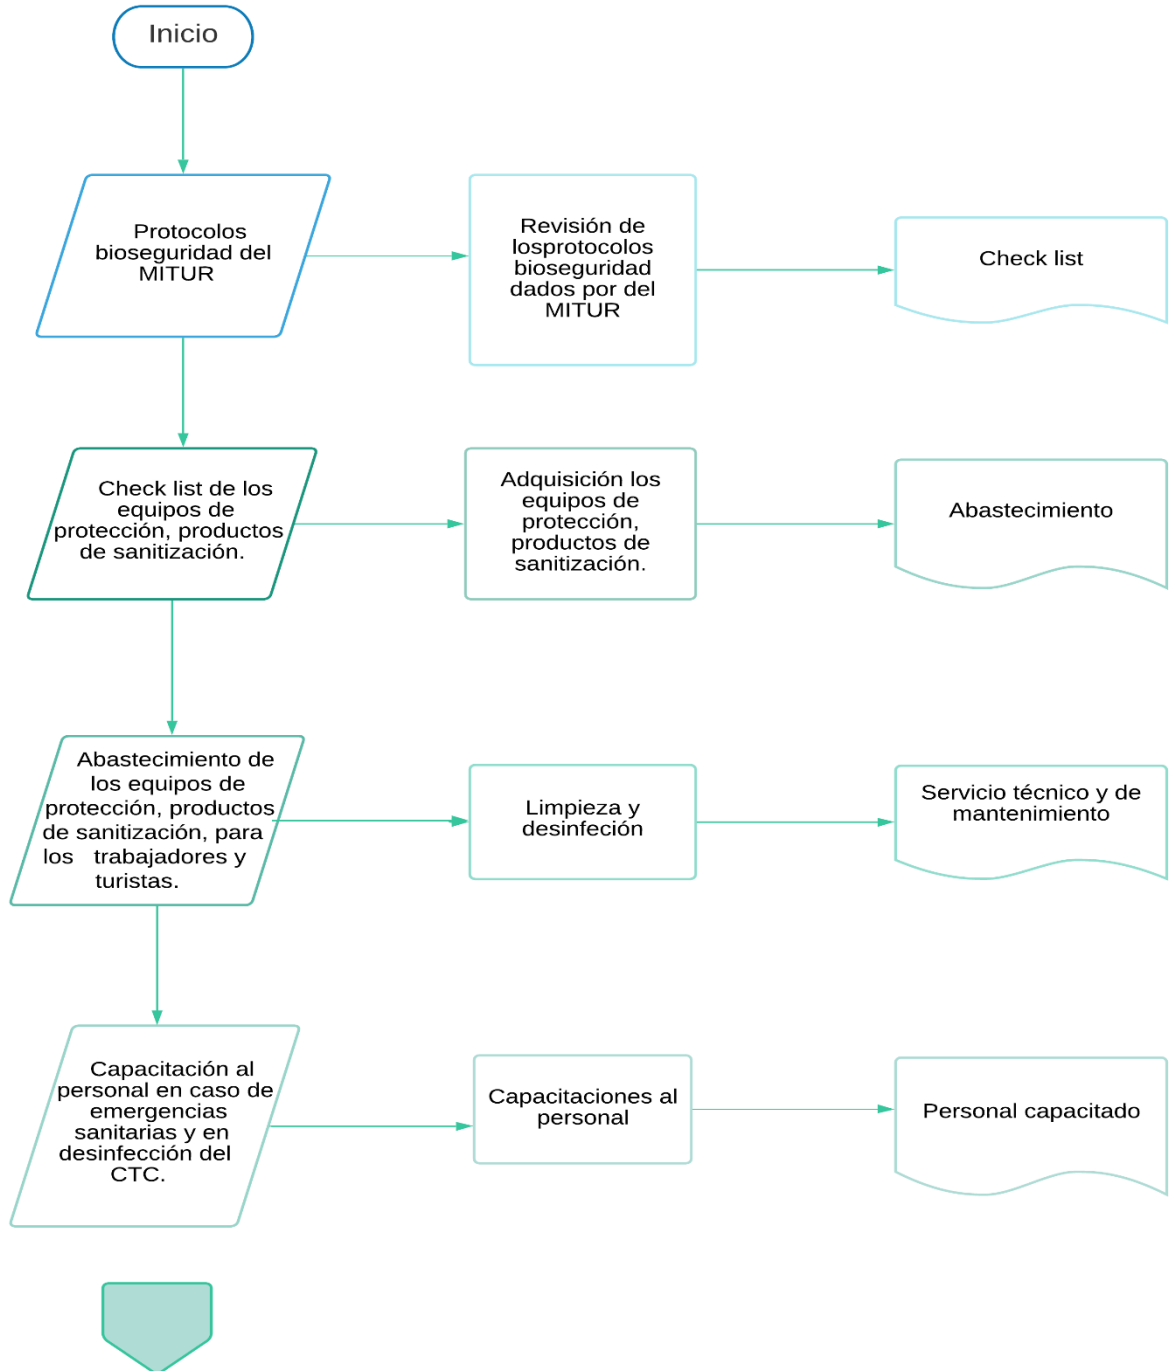 Inicio
Protocolos
bioseguridad del
MITUR
Revisión de
losprotocolos
bioseguridad
dados por del
MITUR
Check list
Check list de los
equipos de
protección, productos
de sanitización.
Adquisición los
equipos de
protección,
productos de
sanitización.
Abastecimiento
Abastecimiento de
los equipos de
protección, productos
de sanitización, para
los trabajadores y
turistas.
Limpieza y
desinfeción
Servicio técnico y de
mantenimiento
Capacitación al
personal en caso de
emergencias
sanitarias y en
desinfección del
CTC.
Capacitaciones al
personal
Personal capacitado